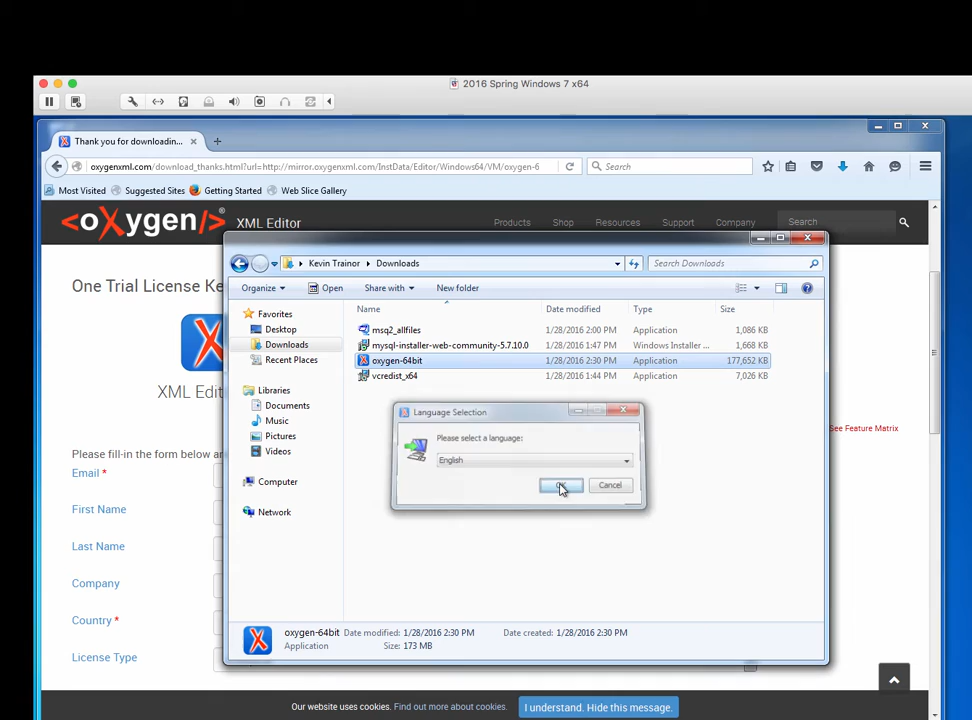 2016 Spring Windows 7 x64
Thank you for downloadin...
oxygenxml.com/download_thanks.html?url=http://mirror.oxygenxml.com/InstData/Editor/Windows64/VM/oxygen-6
Search
Most Visited
Suggested Sites
Getting Started
Web Slice Gallery
<oXygen/>® XML Editor
Products
Shop
Resources
Support
Company
Search
One Trial License Ke
XML Edit
See Feature Matrix
Please fill-in the form below an
Email *
First Name
Last Name
Company
Country *
License Type
Kevin Trainor
Downloads
Search Downloads
Organize
Open
Share with
New folder
Favorites
Desktop
Downloads
Recent Places
Libraries
Documents
Music
Pictures
Videos
Computer
Network
Name Date modified Type Size
msq2_allfiles 1/28/2016 2:00 PM Application 1,086 KB
mysql-installer-web-community-5.7.10.0 1/28/2016 1:47 PM Windows Installer ... 1,668 KB
oxygen-64bit 1/28/2016 2:30 PM Application 177,652 KB
vcredist_x64 1/28/2016 1:44 PM Application 7,026 KB
Language Selection
Please select a language:
English
Cancel
oxygen-64bit Date modified: 1/28/2016 2:30 PM Date created: 1/28/2016 2:30 PM
Application Size: 173 MB
Our website uses cookies. Find out more about cookies.
I understand. Hide this message.